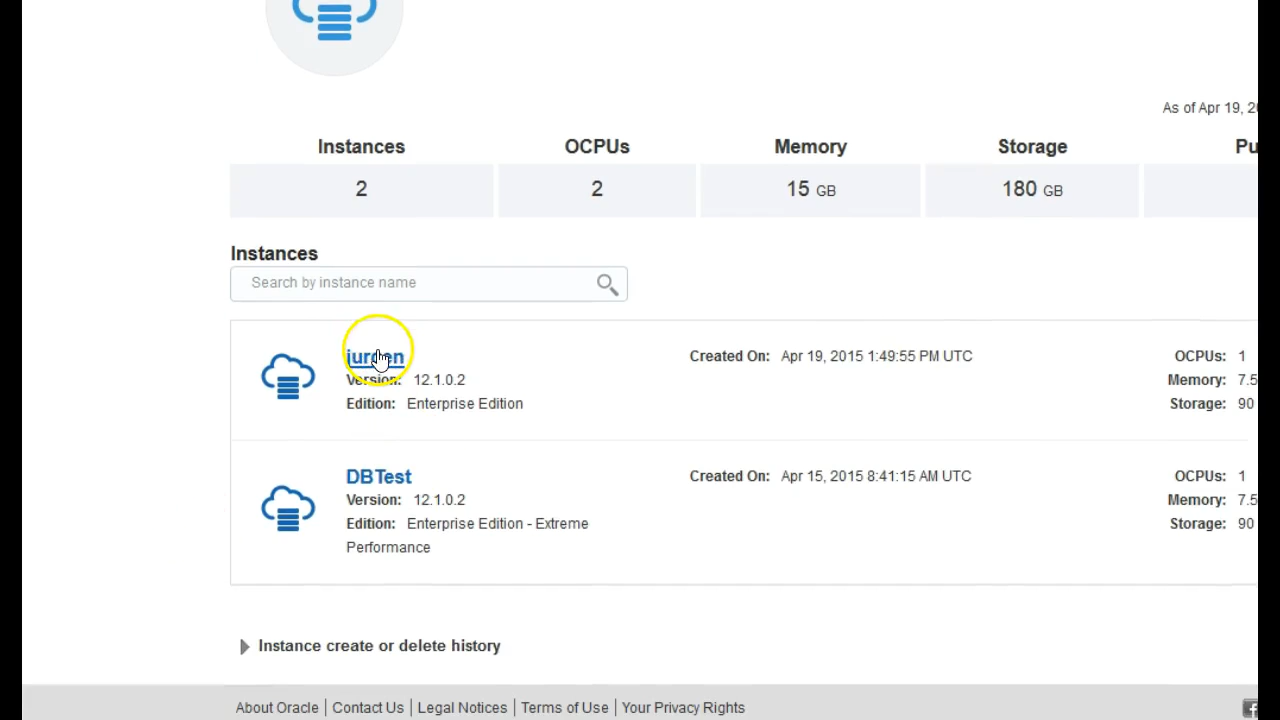 As of Apr 19,
Instances OCPUs Memory Storage
2 2 15 GB 180 GB
Instances
Search by instance name
jurgen Created On: Apr 19, 2015 1:49:55 PM UTC OCPUs: 1
Version: 12.1.0.2 Memory: 7.5
Edition: Enterprise Edition Storage: 90
DBTest Created On: Apr 15, 2015 8:41:15 AM UTC OCPUs: 1
Version: 12.1.0.2 Memory: 7.5
Edition: Enterprise Edition - Extreme Storage: 90
Performance
Instance create or delete history
About Oracle | Contact Us | Legal Notices | Terms of Use | Your Privacy Rights